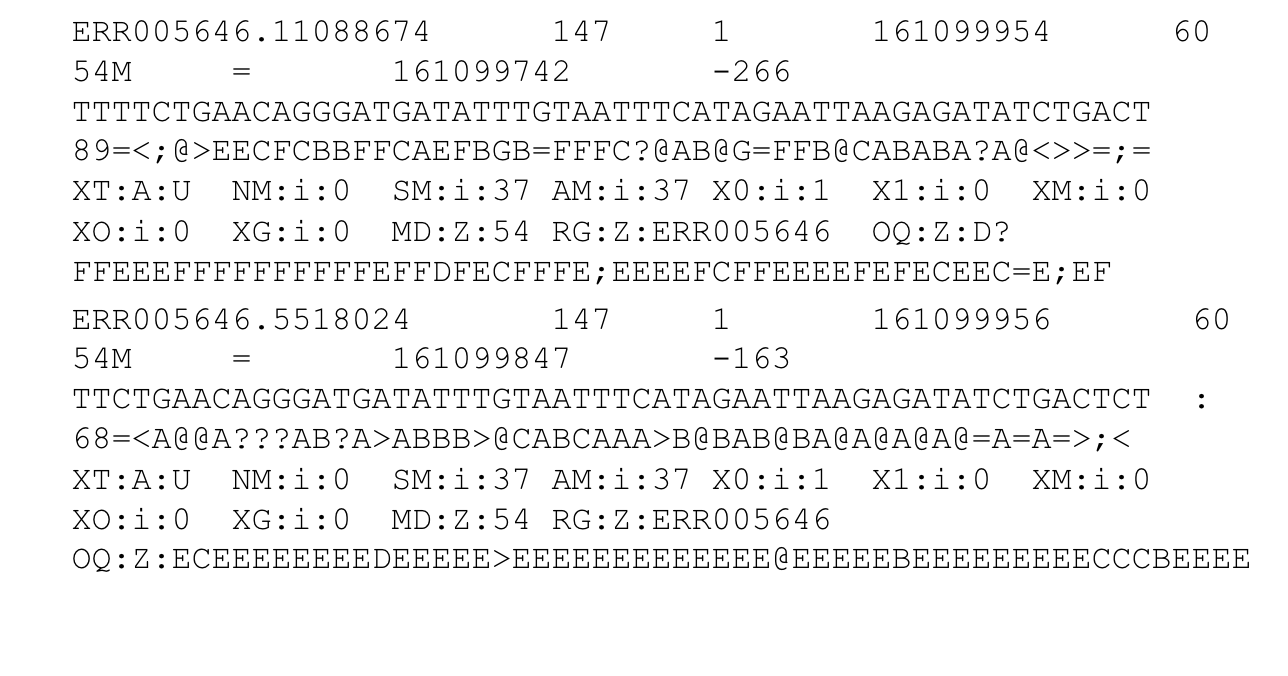 ERR005646.11088674 147 1 161099954 60
54M = 161099742 -266
TTTTCTGAACAGGGATGATATTTGTAATTTCATAGAATTAAGAGATATCTGACT
89=<;@>EECFCBBFFCAEFBGB=FFFC?@AB@G=FFB@CABABA?A@<>>=;=
XT:A:U NM:i:0 SM:i:37 AM:i:37 X0:i:1 X1:i:0 XM:i:0
XO:i:0 XG:i:0 MD:Z:54 RG:Z:ERR005646 OQ:Z:D?
FFEEEFFFFFFFFFFEFFDFECFFFE;EEEEFCFFEEEEFEFECEEC=E;EF
ERR005646.5518024 147 1 161099956 60
54M = 161099847 -163
TTCTGAACAGGGATGATATTTGTAATTTCATAGAATTAAGAGATATCTGACTCT :
68=<A@@A???AB?A>ABBB>@CABCAAA>B@BAB@BA@A@A@A@=A=A=>;<
XT:A:U NM:i:0 SM:i:37 AM:i:37 X0:i:1 X1:i:0 XM:i:0
XO:i:0 XG:i:0 MD:Z:54 RG:Z:ERR005646
OQ:Z:ECEEEEEEEEDEEEEE>EEEEEEEEEEEEE@EEEEEBEEEEEEEEECCCBEEEE